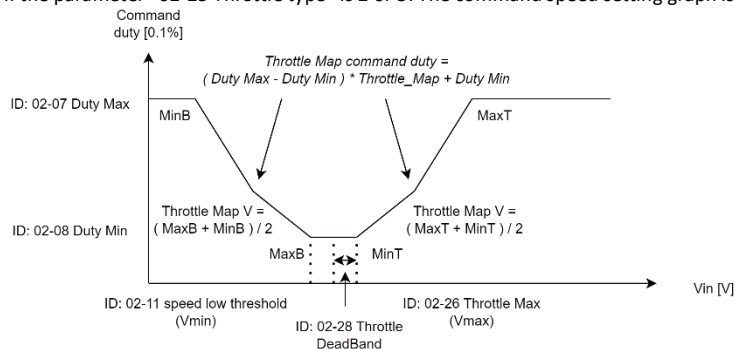 Command
duty [0.1%]
Throttle Map command duty =
( Duty Max - Duty Min ) * Throttle_Map + Duty Min
ID: 02-07 Duty Max
MinB
MaxT
Throttle Map V =
( MaxB + MinB ) / 2
Throttle Map V =
( MaxT + MinT ) / 2
ID: 02-08 Duty Min
MaxB
MinT
Vin [V]
ID: 02-11 speed low threshold
(Vmin)
ID: 02-26 Throttle Max
(Vmax)
ID: 02-28 Throttle
DeadBand